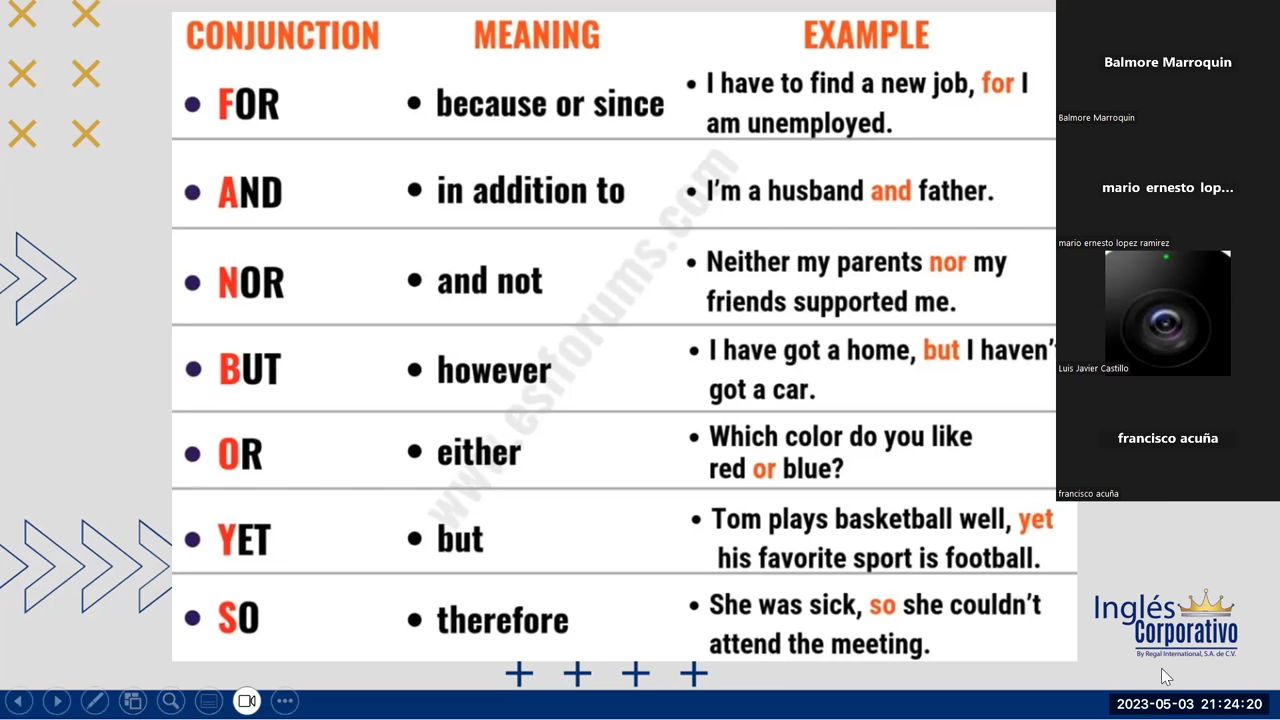 CONJUNCTION MEANING EXAMPLE
FOR
because or since
I have to find a new job, for I
am unemployed.
AND
in addition to
I'm a husband and father.
NOR
and not
Neither my parents nor my
friends supported me.
BUT
however
I have got a home, but I haven'
got a car.
OR
either
Which color do you like
red or blue?
YET
but
Tom plays basketball well, yet
his favorite sport is football.
SO
therefore
She was sick, so she couldn't
attend the meeting.
www.eslforums.com
Balmore Marroquin
Balmore Marroquin
mario ernesto lop...
mario ernesto lopez ramirez
Luis Javier Castillo
francisco acuña
francisco acuña
Inglés
Corporativo
By Regal International, S.A. de C.V.
2023-05-03 21:24:20